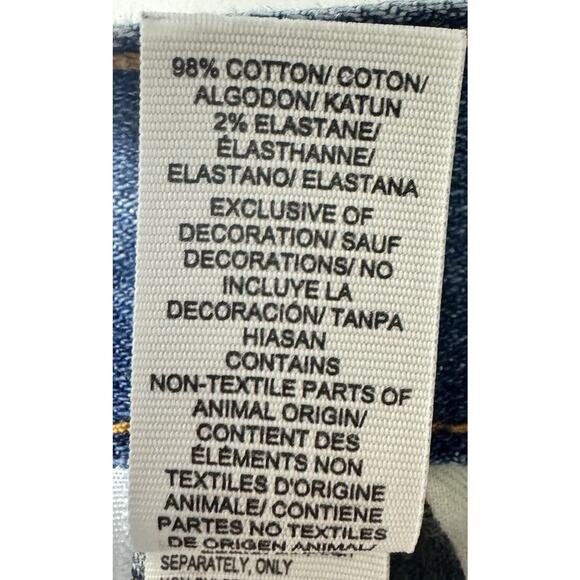 98% COTTON/ COTON/
ALGODON/ KATUN
2% ELASTANE/
ÉLASTHANNE/
ELASTANO/ ELASTANA
EXCLUSIVE OF
DECORATION/ SAUF
DECORATIONS/ NO
INCLUYE LA
DECORACIÓN/ TANPA
HIASAN
CONTAINS
NON-TEXTILE PARTS OF
ANIMAL ORIGIN/
CONTIENT DES
ÉLÉMENTS NON
TEXTILES D'ORIGINE
ANIMALE/ CONTIENE
PARTES NO TEXTILES
DE ORIGEN ANIMAL/
SEPARATELY, ONLY